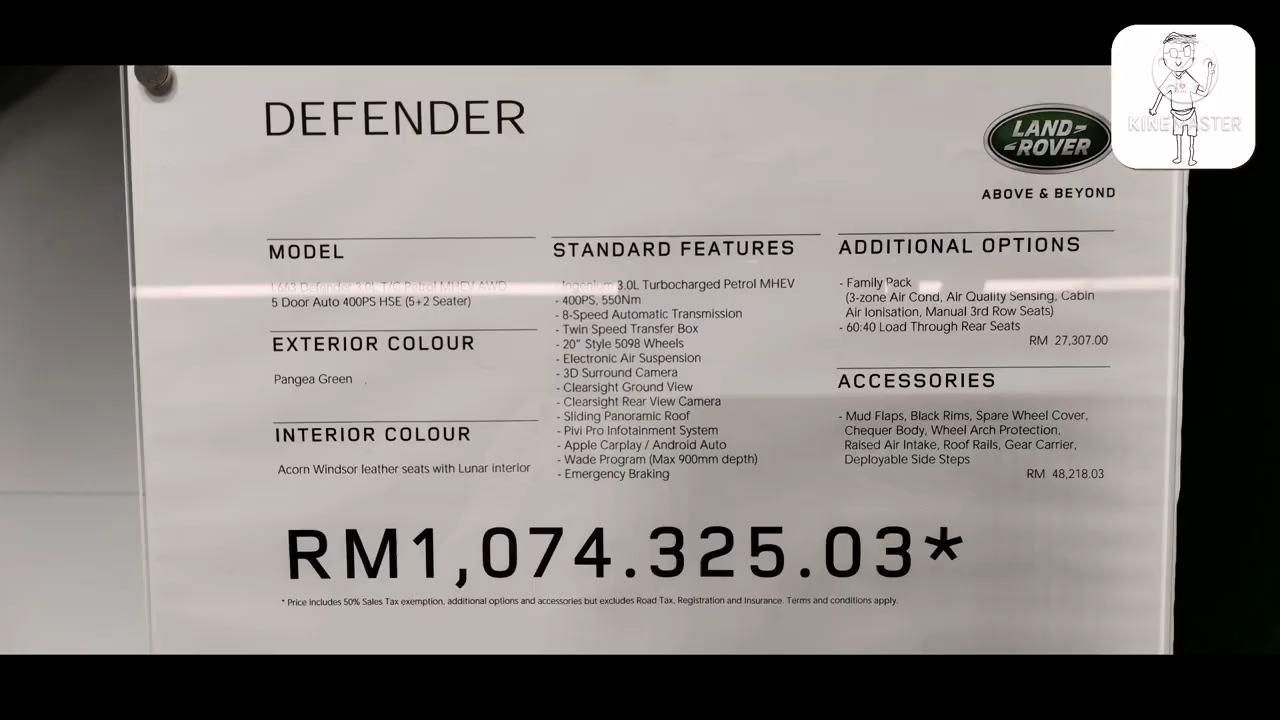 DEFENDER
LAND-
-ROVER
ABOVE & BEYOND
KINEMASTER
MODEL
Defender 3.0L T/C Petrol MHEV AWD
5 Door Auto 400PS HSE (5+2 Seater)
EXTERIOR COLOUR
Pangea Green
INTERIOR COLOUR
Acorn Windsor leather seats with Lunar interior
STANDARD FEATURES
- Ingenium 3.0L Turbocharged Petrol MHEV
- 400PS, 550Nm
- 8-Speed Automatic Transmission
- Twin Speed Transfer Box
- 20" Style 5098 Wheels
- Electronic Air Suspension
- 3D Surround Camera
- Clearsight Ground View
- Clearsight Rear View Camera
- Sliding Panoramic Roof
- Pivi Pro Infotainment System
- Apple Carplay / Android Auto
- Wade Program (Max 900mm depth)
- Emergency Braking
ADDITIONAL OPTIONS
- Family Pack
(3-zone Air Cond, Air Quality Sensing, Cabin
Air Ionisation, Manual 3rd Row Seats)
- 60:40 Load Through Rear Seats
RM 27,307.00
ACCESSORIES
- Mud Flaps, Black Rims, Spare Wheel Cover,
Chequer Body, Wheel Arch Protection,
Raised Air Intake, Roof Rails, Gear Carrier,
Deployable Side Steps
RM 48,218.03
RM1,074.325.03*
* Price includes 50% Sales Tax exemption, additional options and accessories but excludes Road Tax, Registration and Insurance. Terms and conditions apply.